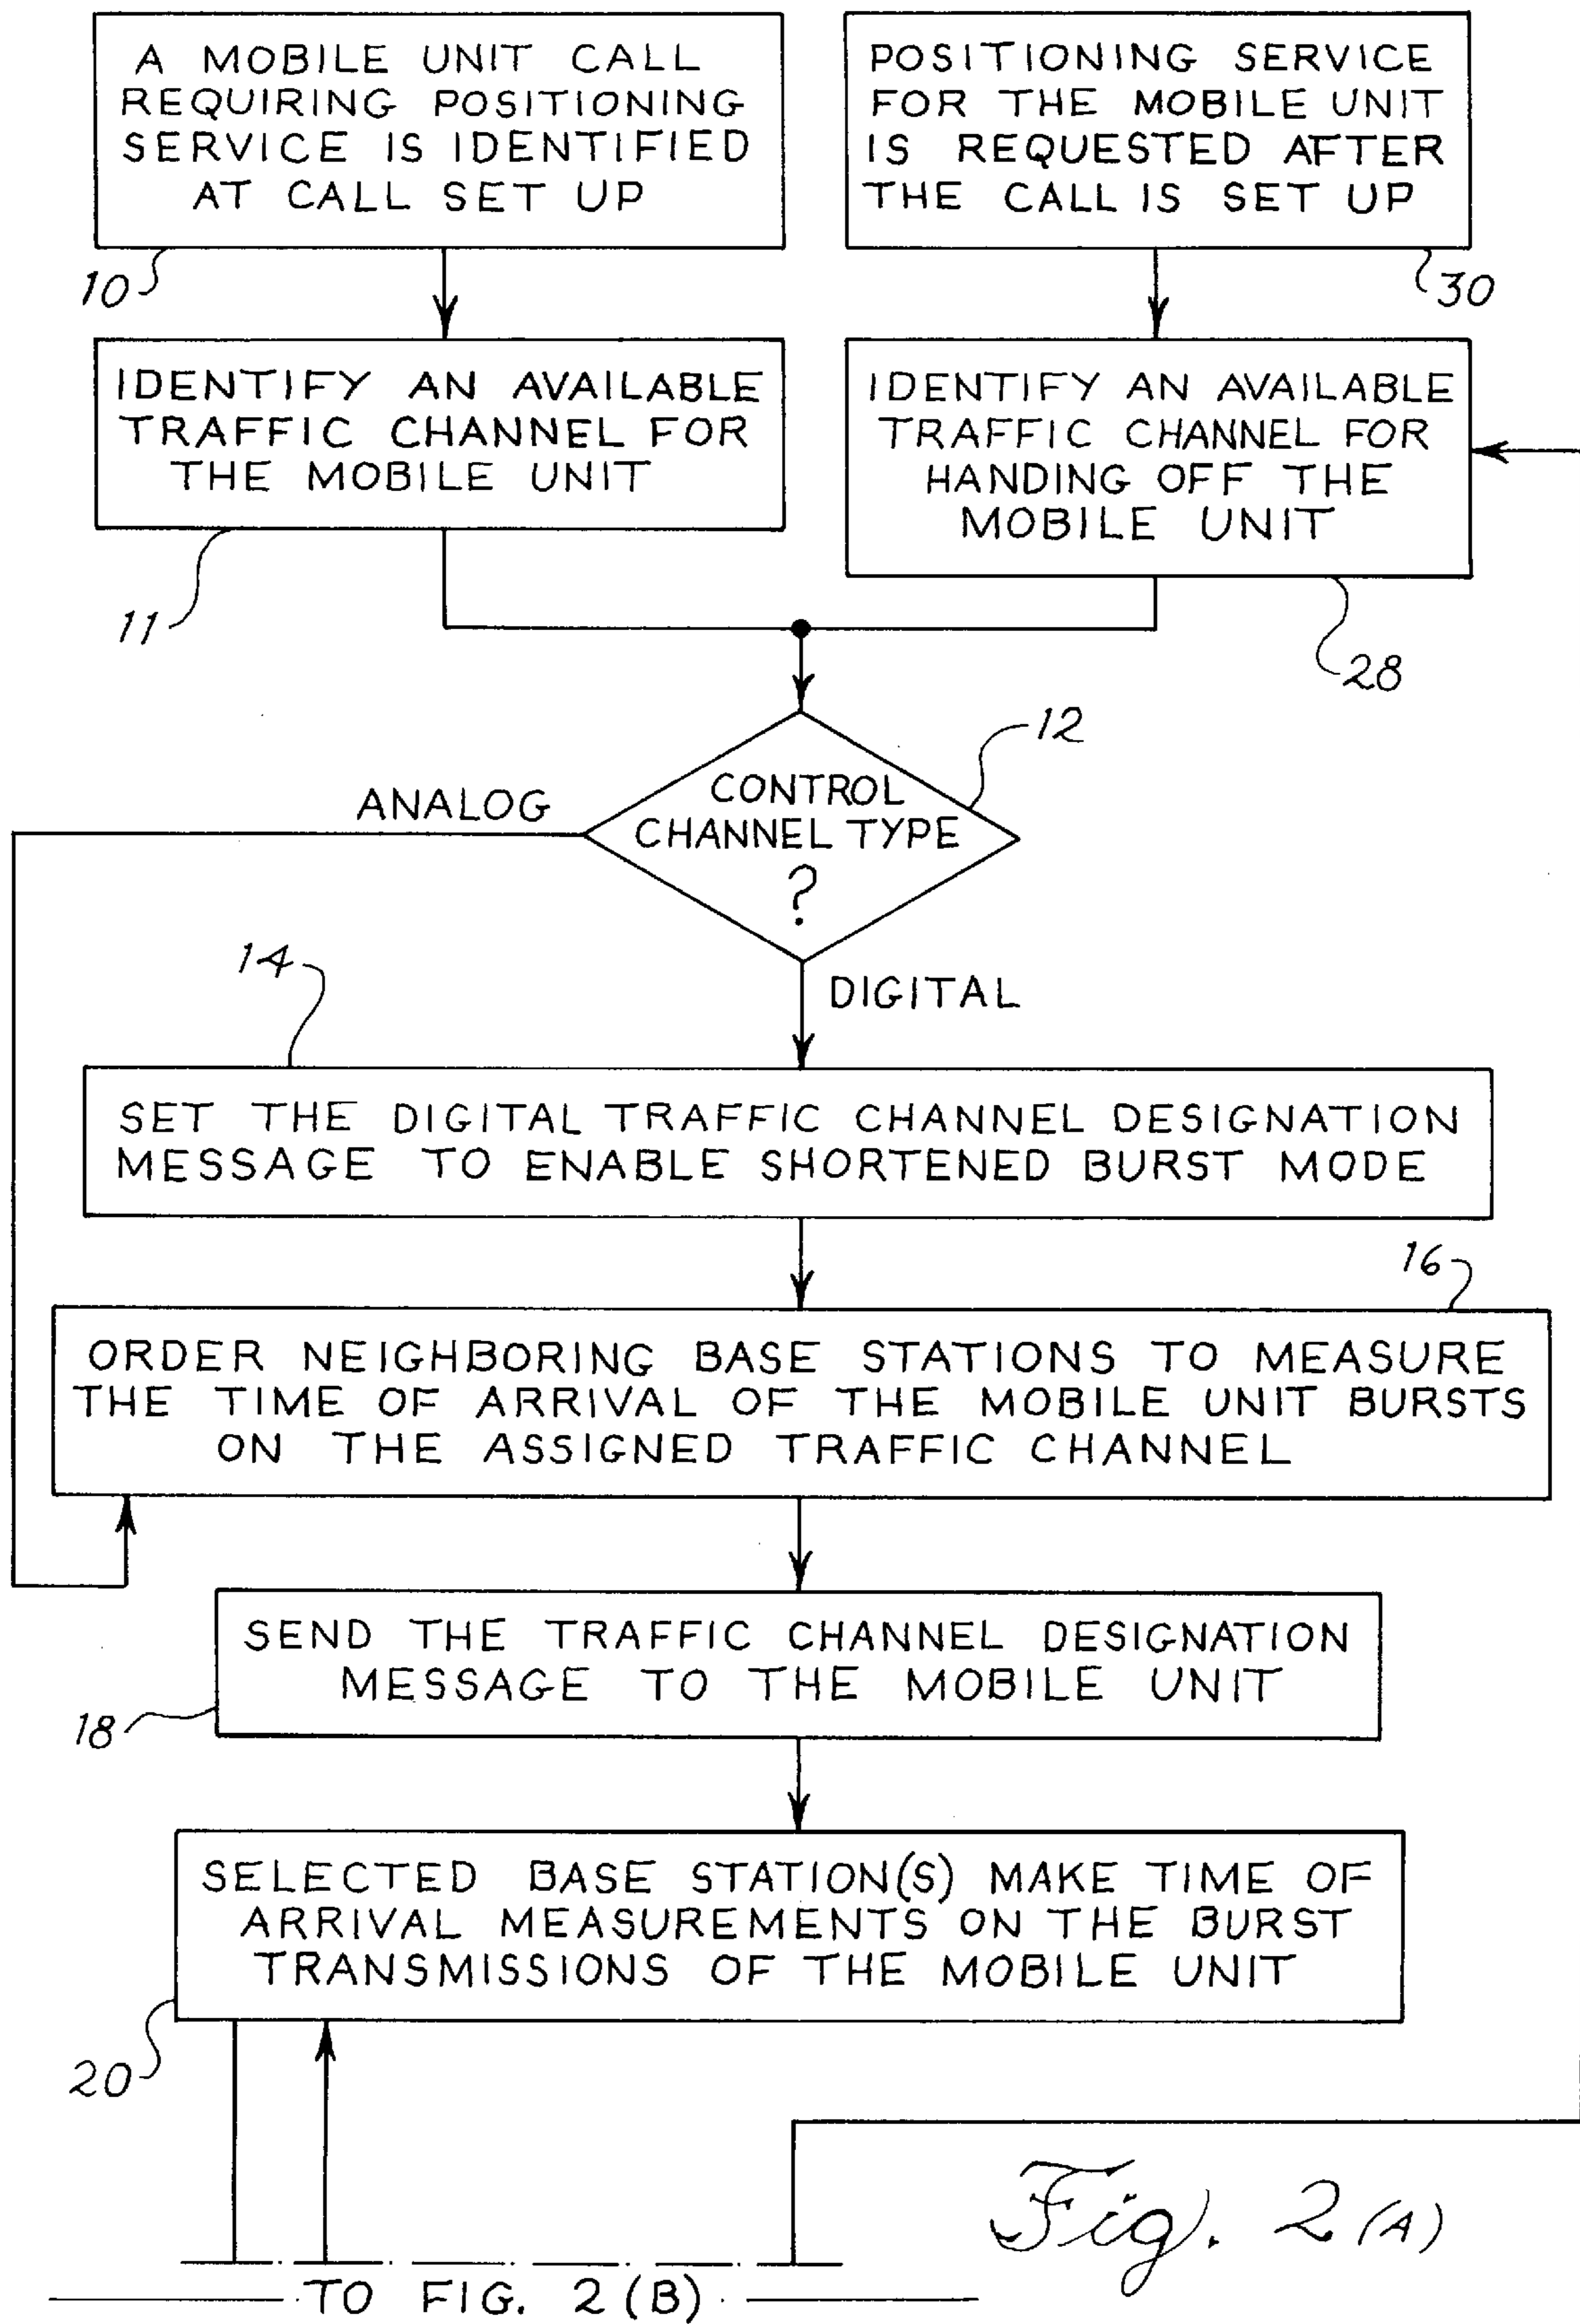 A MOBILE UNIT CALL
REQUIRING POSITIONING
SERVICE IS IDENTIFIED
AT CALL SET UP
10
POSITIONING SERVICE
FOR THE MOBILE UNIT
IS REQUESTED AFTER
THE CALL IS SET UP
30
IDENTIFY AN AVAILABLE
TRAFFIC CHANNEL FOR
THE MOBILE UNIT
11
IDENTIFY AN AVAILABLE
TRAFFIC CHANNEL FOR
HANDING OFF THE
MOBILE UNIT
28
12
CONTROL
CHANNEL TYPE
?
ANALOG
DIGITAL
14
SET THE DIGITAL TRAFFIC CHANNEL DESIGNATION
MESSAGE TO ENABLE SHORTENED BURST MODE
16
ORDER NEIGHBORING BASE STATIONS TO MEASURE
THE TIME OF ARRIVAL OF THE MOBILE UNIT BURSTS
ON THE ASSIGNED TRAFFIC CHANNEL
SEND THE TRAFFIC CHANNEL DESIGNATION
MESSAGE TO THE MOBILE UNIT
18
SELECTED BASE STATION(S) MAKE TIME OF
ARRIVAL MEASUREMENTS ON THE BURST
TRANSMISSIONS OF THE MOBILE UNIT
20
Fig. 2(A)
TO FIG. 2(B)